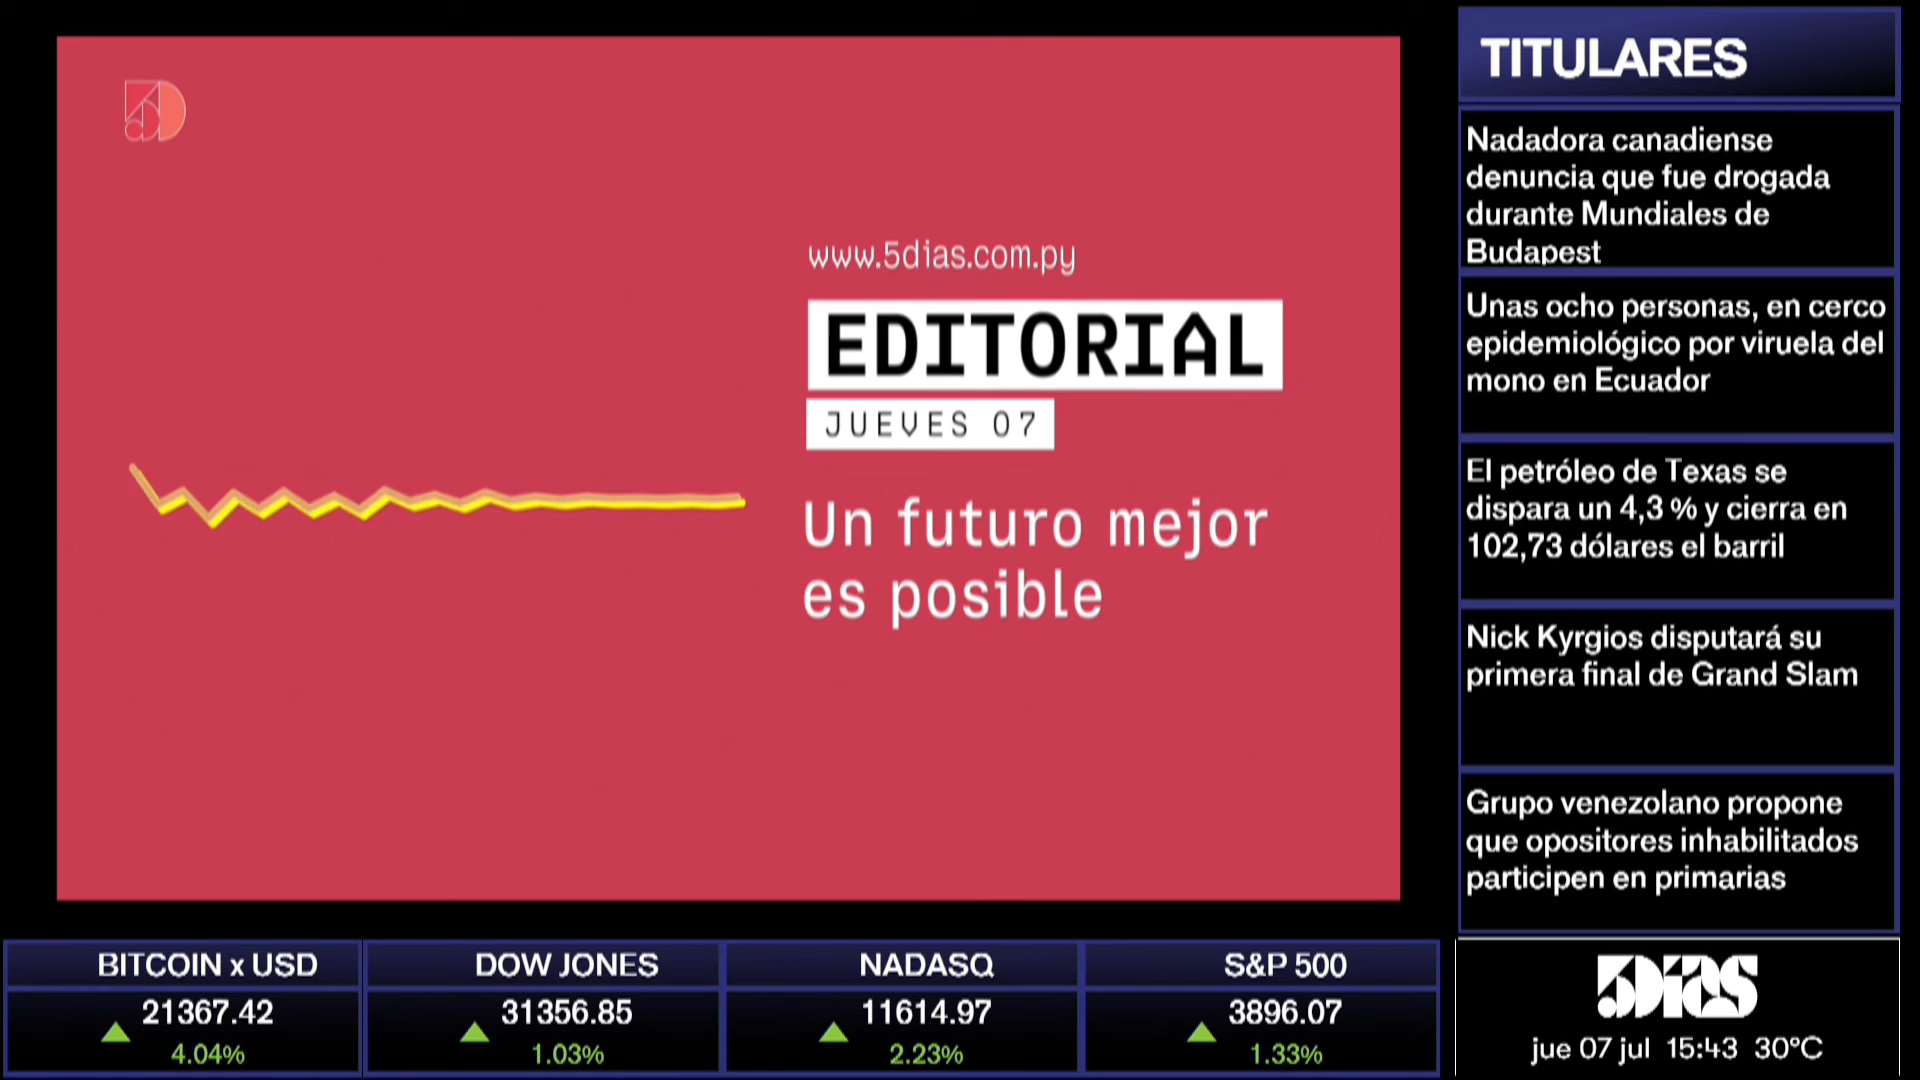 5D
www.5dias.com.py
EDITORIAL
JUEVES 07
Un futuro mejor
es posible
TITULARES
Nadadora canadiense
denuncia que fue drogada
durante Mundiales de
Budapest
Unas ocho personas, en cerco
epidemiológico por viruela del
mono en Ecuador
El petróleo de Texas se
dispara un 4,3 % y cierra en
102,73 dólares el barril
Nick Kyrgios disputará su
primera final de Grand Slam
Grupo venezolano propone
que opositores inhabilitados
participen en primarias
BITCOIN x USD
21367.42
4.04%
DOW JONES
31356.85
1.03%
NADASQ
11614.97
2.23%
S&P 500
3896.07
1.33%
5Días
jue 07 jul 15:43 30°C